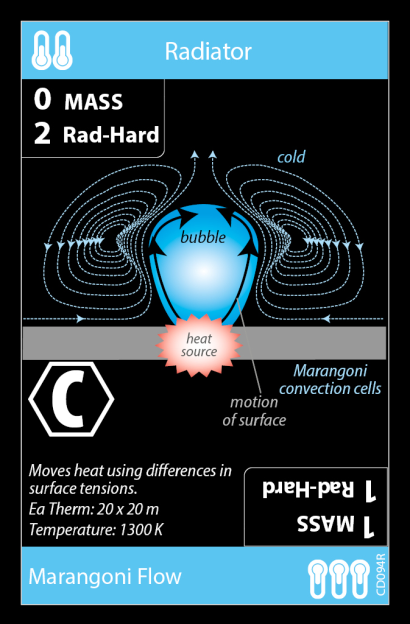 Radiator
0 MASS
2 Rad-Hard
cold
bubble
heat
source
Marangoni
convection cells
motion
of surface
C
Moves heat using differences in
surface tensions.
Ea Therm: 20 x 20 m
Temperature: 1300 K
1 MASS
1 Rad-Hard
Marangoni Flow
CD094R